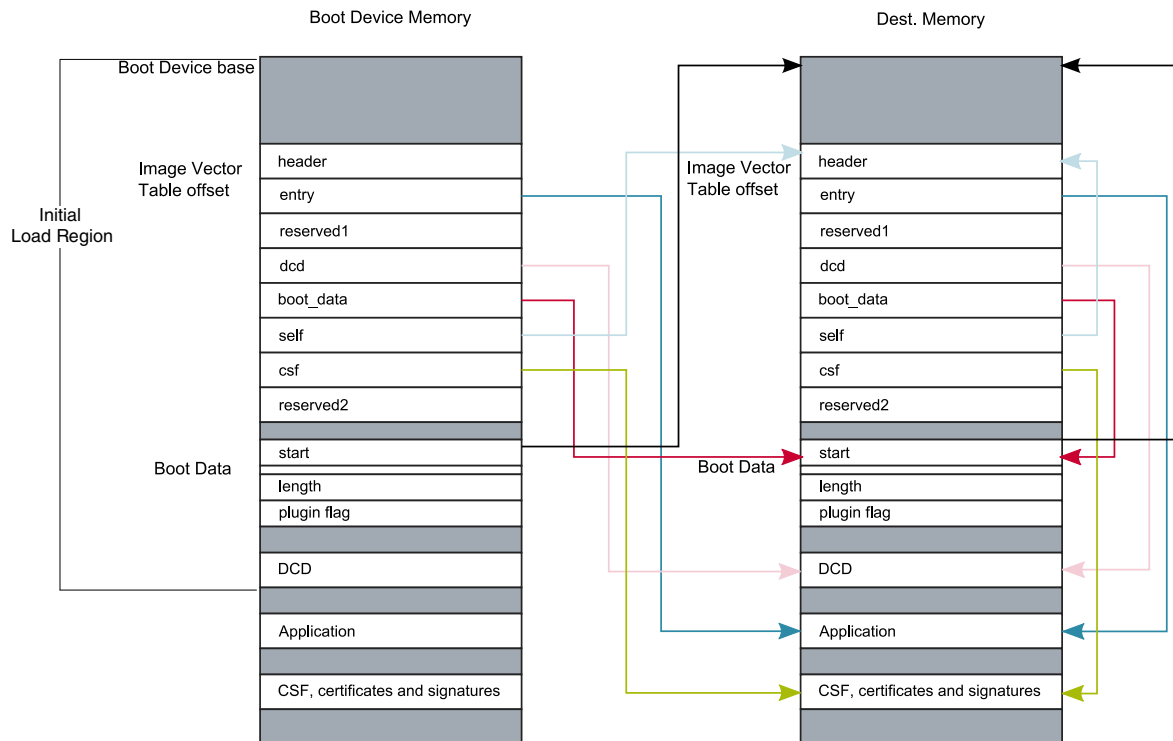 Boot Device Memory
Dest. Memory
Boot Device base
Image Vector
Table offset
Initial
Load Region
header
entry
reserved1
dcd
boot_data
self
csf
reserved2
Boot Data
start
length
plugin flag
DCD
Application
CSF, certificates and signatures
Image Vector
Table offset
header
entry
reserved1
dcd
boot_data
self
csf
reserved2
Boot Data
start
length
plugin flag
DCD
Application
CSF, certificates and signatures